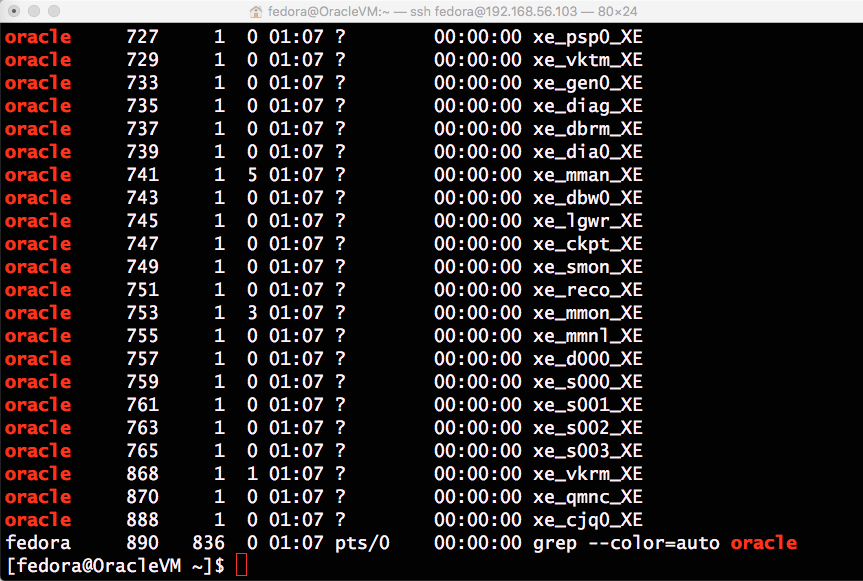 fedora@OracleVM:~ — ssh fedora@192.168.56.103 — 80×24
oracle     727     1  0 01:07 ?        00:00:00 xe_psp0_XE
oracle     729     1  0 01:07 ?        00:00:00 xe_vktm_XE
oracle     733     1  0 01:07 ?        00:00:00 xe_gen0_XE
oracle     735     1  0 01:07 ?        00:00:00 xe_diag_XE
oracle     737     1  0 01:07 ?        00:00:00 xe_dbrm_XE
oracle     739     1  0 01:07 ?        00:00:00 xe_dia0_XE
oracle     741     1  5 01:07 ?        00:00:00 xe_mman_XE
oracle     743     1  0 01:07 ?        00:00:00 xe_dbw0_XE
oracle     745     1  0 01:07 ?        00:00:00 xe_lgwr_XE
oracle     747     1  0 01:07 ?        00:00:00 xe_ckpt_XE
oracle     749     1  0 01:07 ?        00:00:00 xe_smon_XE
oracle     751     1  0 01:07 ?        00:00:00 xe_reco_XE
oracle     753     1  3 01:07 ?        00:00:00 xe_mmon_XE
oracle     755     1  0 01:07 ?        00:00:00 xe_mmnl_XE
oracle     757     1  0 01:07 ?        00:00:00 xe_d000_XE
oracle     759     1  0 01:07 ?        00:00:00 xe_s000_XE
oracle     761     1  0 01:07 ?        00:00:00 xe_s001_XE
oracle     763     1  0 01:07 ?        00:00:00 xe_s002_XE
oracle     765     1  0 01:07 ?        00:00:00 xe_s003_XE
oracle     868     1  1 01:07 ?        00:00:00 xe_vkrm_XE
oracle     870     1  0 01:07 ?        00:00:00 xe_qmnc_XE
oracle     888     1  0 01:07 ?        00:00:00 xe_cjq0_XE
fedora     890   836  0 01:07 pts/0    00:00:00 grep --color=auto oracle
[fedora@OracleVM ~]$